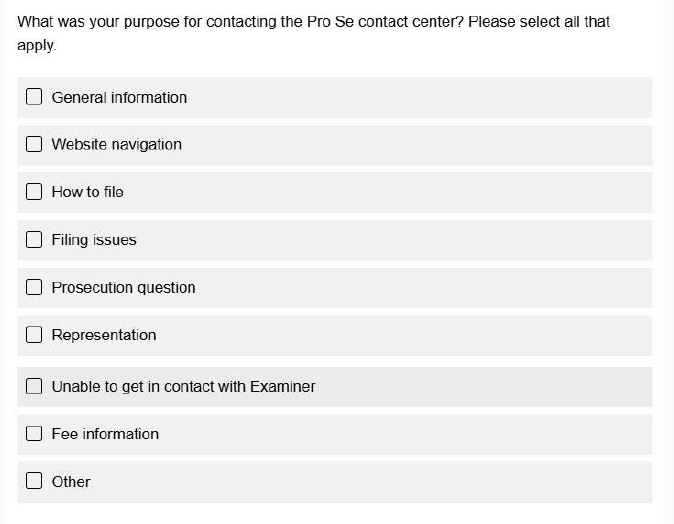 What was your purpose for contacting the Pro Se contact center? Please select all that
apply.
General information
Website navigation
How to file
Filing issues
Prosecution question
Representation
Unable to get in contact with Examiner
Fee information
Other